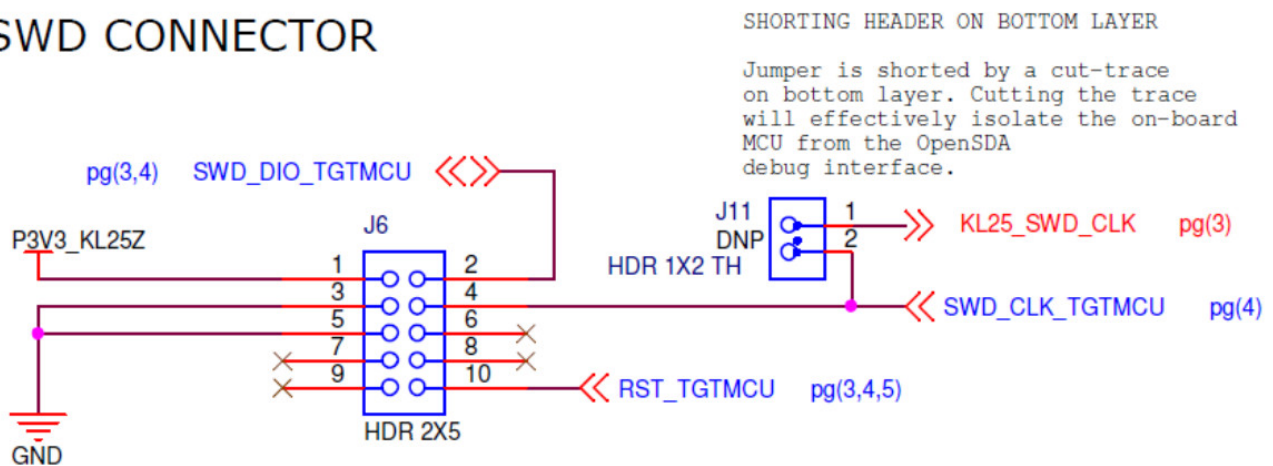 SWD CONNECTOR
SHORTING HEADER ON BOTTOM LAYER
Jumper is shorted by a cut-trace
on bottom layer. Cutting the trace
will effectively isolate the on-board
MCU from the OpenSDA
debug interface.
pg(3,4) SWD_DIO_TGTMCU
J11
DNP
HDR 1X2 TH
1
2
KL25_SWD_CLK pg(3)
P3V3_KL25Z
J6
1 2
3 4
5 6
7 8
9 10
SWD_CLK_TGTMCU pg(4)
RST_TGTMCU pg(3,4,5)
HDR 2X5
GND